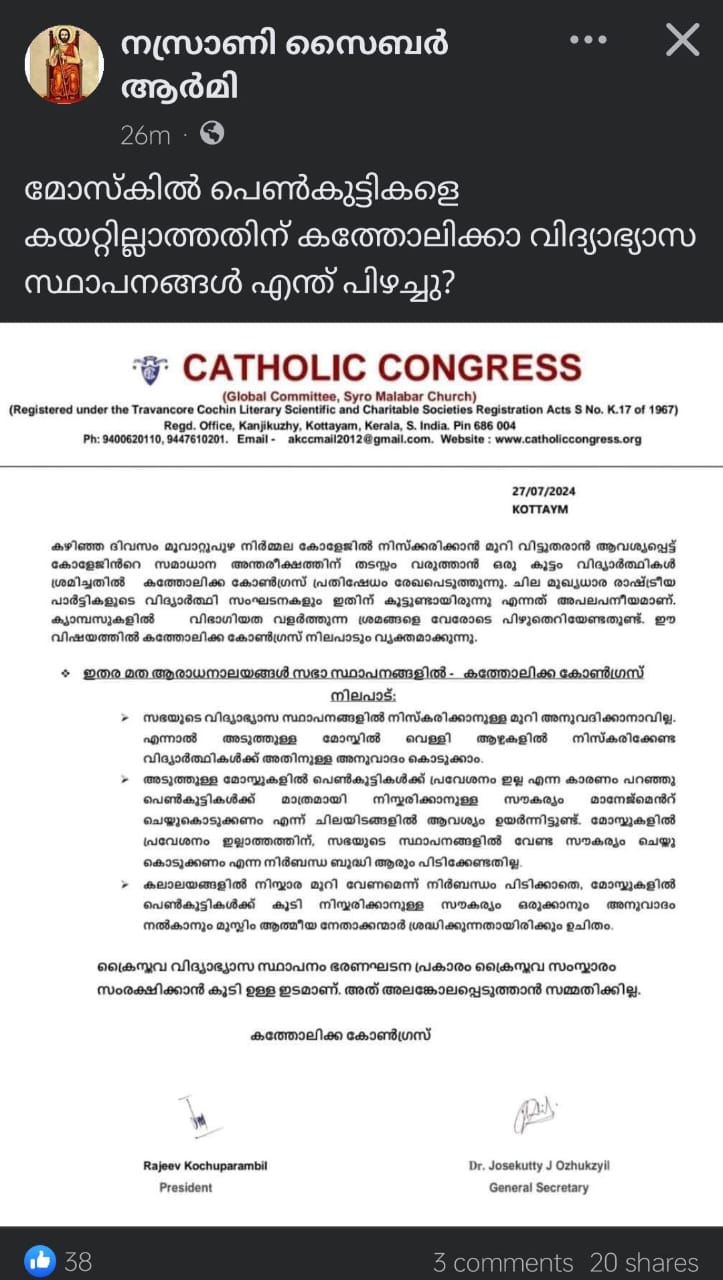 നസ്രാണി സൈബർ
ആർമി
26m ·
മോസ്കിൽ പെൺകുട്ടികളെ
കയറ്റില്ലാത്തതിന് കത്തോലിക്കാ വിദ്യാഭ്യാസ
സ്ഥാപനങ്ങൾ എന്ത് പിഴച്ചു?
CATHOLIC CONGRESS
(Global Committee, Syro Malabar Church)
(Registered under the Travancore Cochin Literary Scientific and Charitable Societies Registration Acts S No. K.17 of 1967)
Regd. Office, Kanjikuzhy, Kottayam, Kerala, S. India. Pin 686 004
Ph: 9400620110, 9447610201. Email - akccmail2012@gmail.com. Website : www.catholiccongress.org
27/07/2024
KOTTAYM
കഴിഞ്ഞ ദിവസം മൂവാറ്റുപുഴ നിർമ്മല കോളേജിൽ നിസ്ക്കരിക്കാൻ മുറി വിട്ടുതരാൻ ആവശ്യപ്പെട്ട്
കോളേജിൻറെ സമാധാന അന്തരീക്ഷത്തിന് തടസ്സം വരുത്താൻ ഒരു കൂട്ടം വിദ്യാർത്ഥികൾ
ശ്രമിച്ചതിൽ കത്തോലിക്ക കോൺഗ്രസ് പ്രതിഷേധം രേഖപെടുത്തുന്നു. ചില മുഖ്യധാര രാഷ്ട്രീയ
പാർട്ടികളുടെ വിദ്യാർത്ഥി സംഘടനകളും ഇതിന് കൂട്ടുണ്ടായിരുന്നു എന്നത് അപലപനീയമാണ്.
ക്യാമ്പസുകളിൽ വിഭാഗിയത വളർത്തുന്ന ശ്രമങ്ങളെ വേരോടെ പിഴുതെറിയേണ്ടതുണ്ട്. ഈ
വിഷയത്തിൽ കത്തോലിക്ക കോൺഗ്രസ് നിലപാടും വ്യക്തമാക്കുന്നു.
❖ ഇതര മത ആരാധനാലയങ്ങൾ സഭാ സ്ഥാപനങ്ങളിൽ - കത്തോലിക്ക കോൺഗ്രസ്
നിലപാട്:
➢ സഭയുടെ വിദ്യാഭ്യാസ സ്ഥാപനങ്ങളിൽ നിസ്കരിക്കാനുള്ള മുറി അനുവദിക്കാനാവില്ല.
എന്നാൽ അടുത്തുള്ള മോസ്കിൽ വെള്ളി ആഴ്ചകളിൽ നിസ്കരിക്കേണ്ട
വിദ്യാർത്ഥികൾക്ക് അതിനുള്ള അനുവാദം കൊടുക്കാം.
➢ അടുത്തുള്ള മോസ്കുകളിൽ പെൺകുട്ടികൾക്ക് പ്രവേശനം ഇല്ല എന്ന കാരണം പറഞ്ഞു
പെൺകുട്ടികൾക്ക് മാത്രമായി നിസ്കരിക്കാനുള്ള സൗകര്യം മാനേജ്മെൻറ്
ചെയ്തുകൊടുക്കണം എന്ന് ചിലയിടങ്ങളിൽ ആവശ്യം ഉയർന്നിട്ടുണ്ട്. മോസ്കുകളിൽ
പ്രവേശനം ഇല്ലാത്തതിന്, സഭയുടെ സ്ഥാപനങ്ങളിൽ വേണ്ട സൗകര്യം ചെയ്തു
കൊടുക്കണം എന്ന നിർബന്ധ ബുദ്ധി ആരും പിടിക്കേണ്ടതില്ല.
➢ കലാലയങ്ങളിൽ നിസ്കാര മുറി വേണമെന്ന് നിർബന്ധം പിടിക്കാതെ, മോസ്കുകളിൽ
പെൺകുട്ടികൾക്ക് കൂടി നിസ്കരിക്കാനുള്ള സൗകര്യം ഒരുക്കാനും അനുവാദം
നൽകാനും മുസ്ലിം ആത്മീയ നേതാക്കന്മാർ ശ്രദ്ധിക്കുന്നതായിരിക്കും ഉചിതം.
ക്രൈസ്തവ വിദ്യാഭ്യാസ സ്ഥാപനം ഭരണഘടന പ്രകാരം ക്രൈസ്തവ സംസ്കാരം
സംരക്ഷിക്കാൻ കൂടി ഉള്ള ഇടമാണ്. അത് അലങ്കോലപ്പെടുത്താൻ സമ്മതിക്കില്ല.
കത്തോലിക്ക കോൺഗ്രസ്
Rajeev Kochuparambil
President
Dr. Josekutty J Ozhukzyil
General Secretary
38
3 comments 20 shares